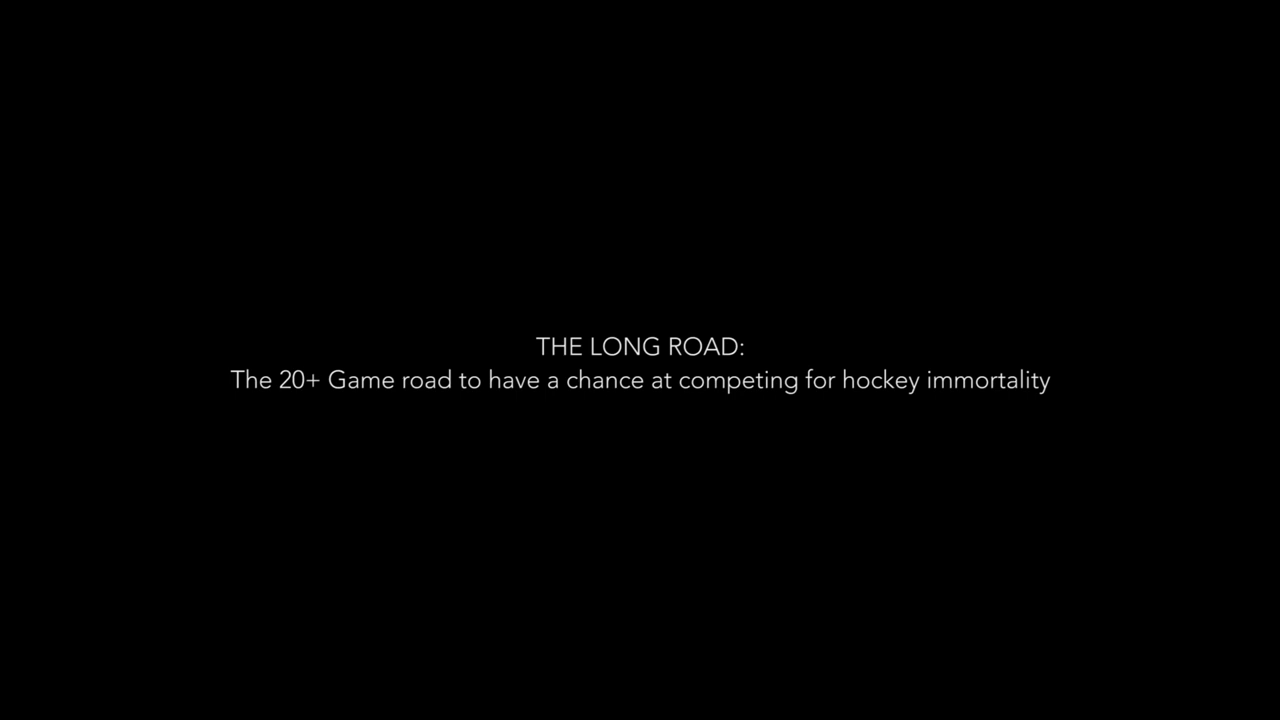 THE LONG ROAD:
The 20+ Game road to have a chance at competing for hockey immortality